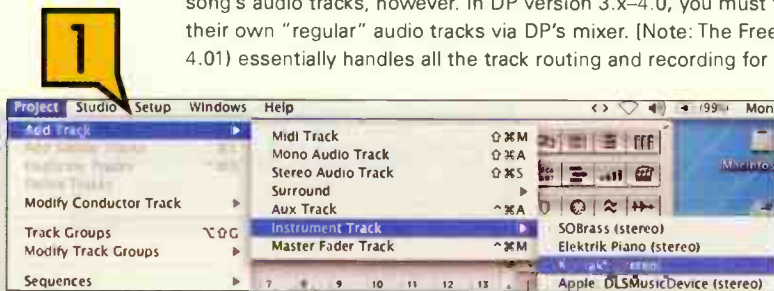 song's audio tracks, however. In DP version 3.x–4.0, you must
their own "regular" audio tracks via DP's mixer. (Note: The Free
4.01) essentially handles all the track routing and recording for
1
Project Studio Setup Windows Help (99%) Mon
Add Track
Modify Conductor Track
Track Groups ⌥⇧G
Modify Track Groups
Sequences
Midi Track ⇧⌘M
Mono Audio Track ⇧⌘A
Stereo Audio Track ⇧⌘S
Surround
Aux Track ^⌘A
Instrument Track
Master Fader Track ^⌘M
SOBrass (stereo)
Elektrik Piano (stereo)
Apple: DLSMusicDevice (stereo)
7 9 10 11 12 13